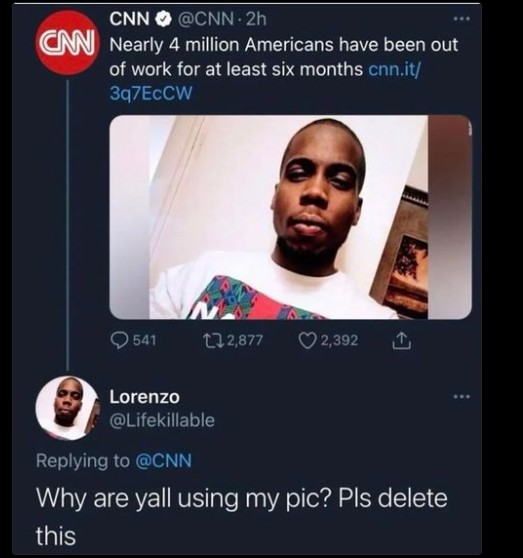 CNN @CNN · 2h
Nearly 4 million Americans have been out
of work for at least six months cnn.it/
3q7EcCW
CNN
541 2,877 2,392
Lorenzo
@Lifekillable
Replying to @CNN
Why are yall using my pic? Pls delete
this